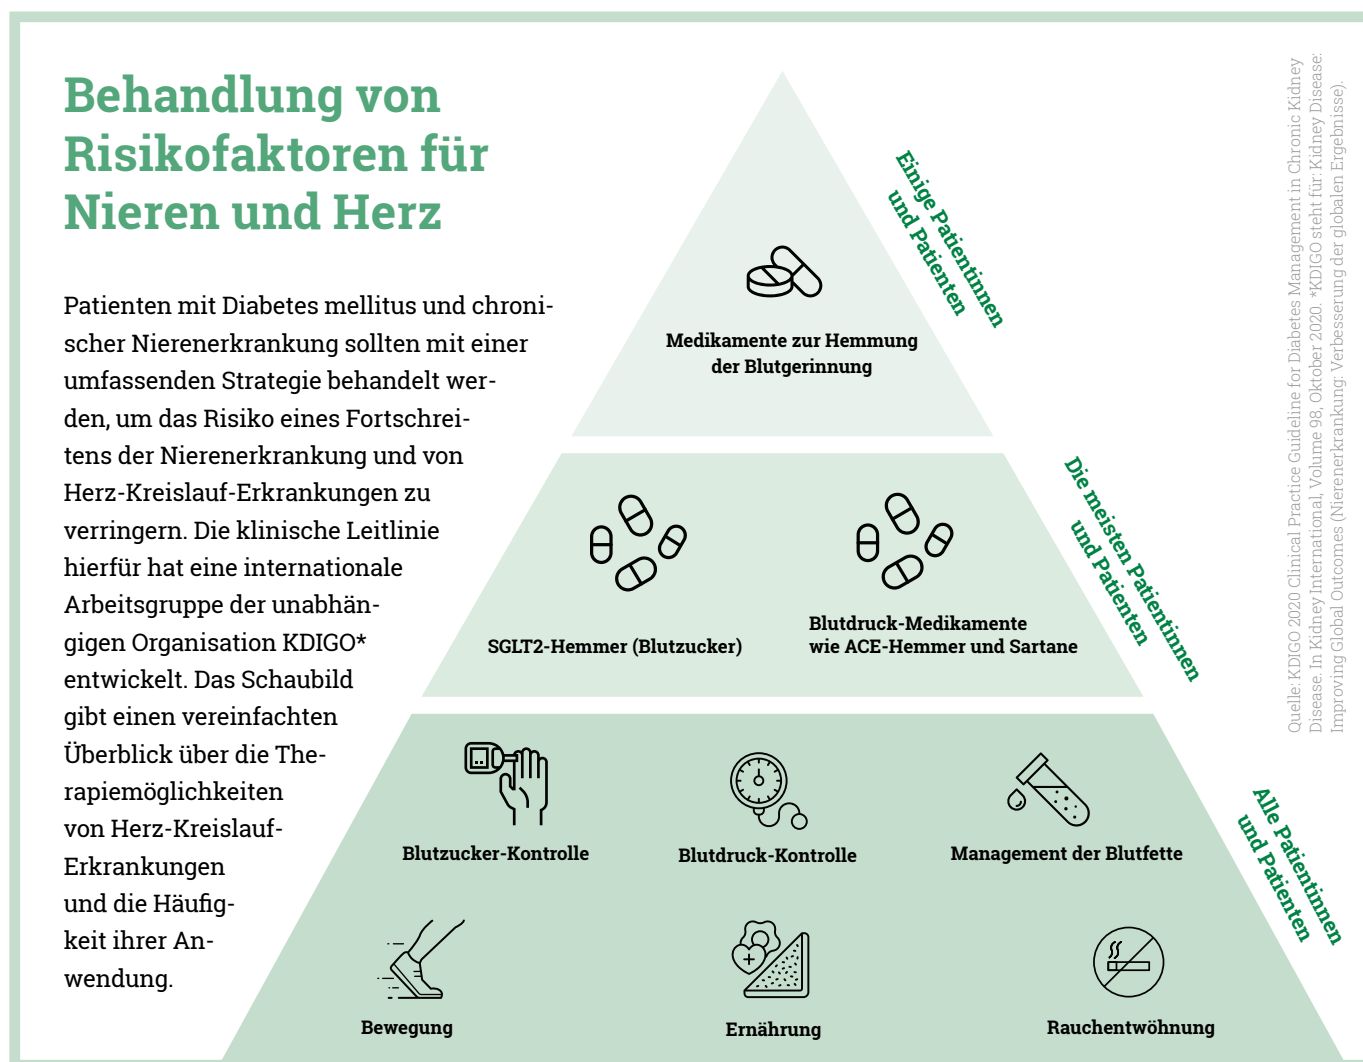 Behandlung von
Risikofaktoren für
Nieren und Herz
Patienten mit Diabetes mellitus und chroni-
scher Nierenerkrankung sollten mit einer
umfassenden Strategie behandelt wer-
den, um das Risiko eines Fortschrei-
tens der Nierenerkrankung und von
Herz-Kreislauf-Erkrankungen zu
verringern. Die klinische Leitlinie
hierfür hat eine internationale
Arbeitsgruppe der unabhän-
gigen Organisation KDIGO*
entwickelt. Das Schaubild
gibt einen vereinfachten
Überblick über die The-
rapiemöglichkeiten
von Herz-Kreislauf-
Erkrankungen
und die Häufig-
keit ihrer An-
wendung.
Einige Patientinnen
und Patienten
Medikamente zur Hemmung
der Blutgerinnung
Die meisten Patientinnen
und Patienten
SGLT2-Hemmer (Blutzucker)
Blutdruck-Medikamente
wie ACE-Hemmer und Sartane
Alle Patientinnen
und Patienten
Blutzucker-Kontrolle
Blutdruck-Kontrolle
Management der Blutfette
Bewegung
Ernährung
Rauchentwöhnung
Quelle: KDIGO 2020 Clinical Practice Guideline for Diabetes Management in Chronic Kidney
Disease. In Kidney International, Volume 98, Oktober 2020. *KDIGO steht für: Kidney Disease:
Improving Global Outcomes (Nierenerkrankung: Verbesserung der globalen Ergebnisse).